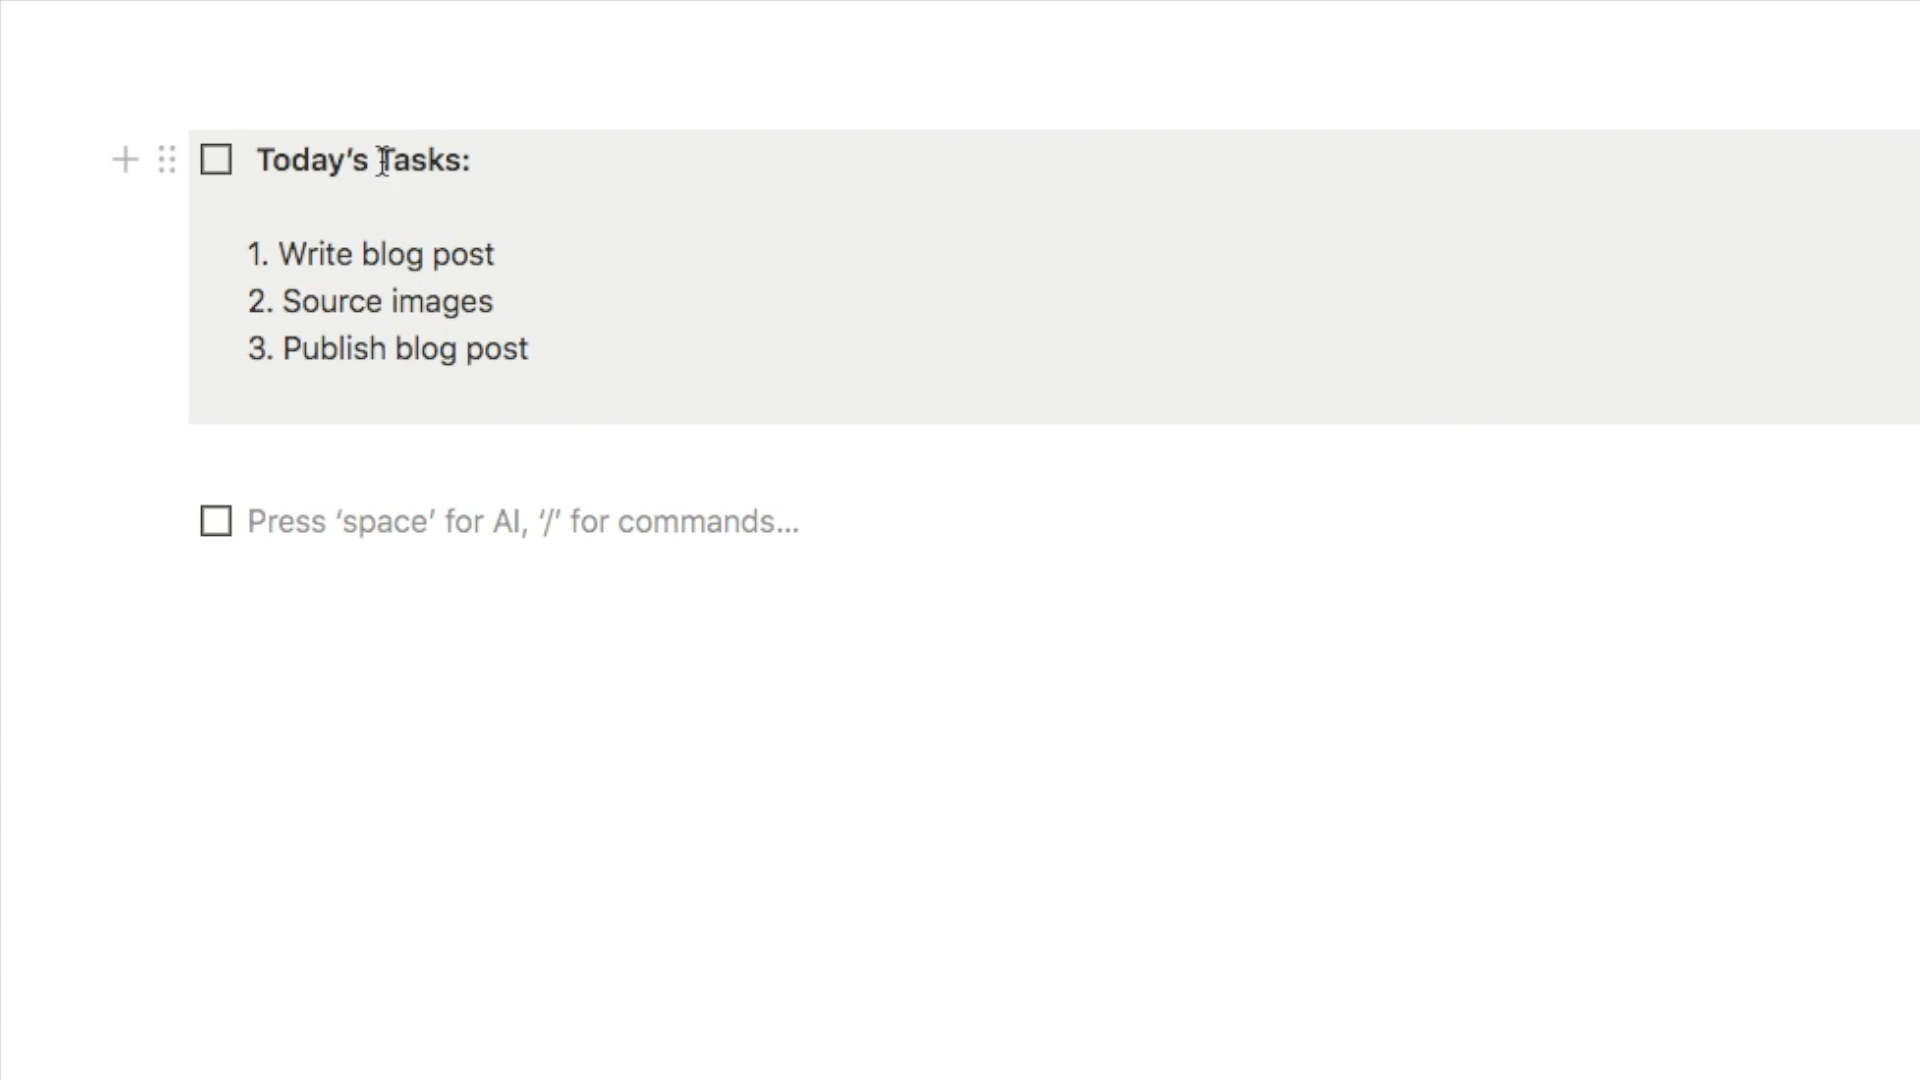 Today’s Tasks:
1. Write blog post
2. Source images
3. Publish blog post
Press ‘space’ for AI, ‘/’ for commands…